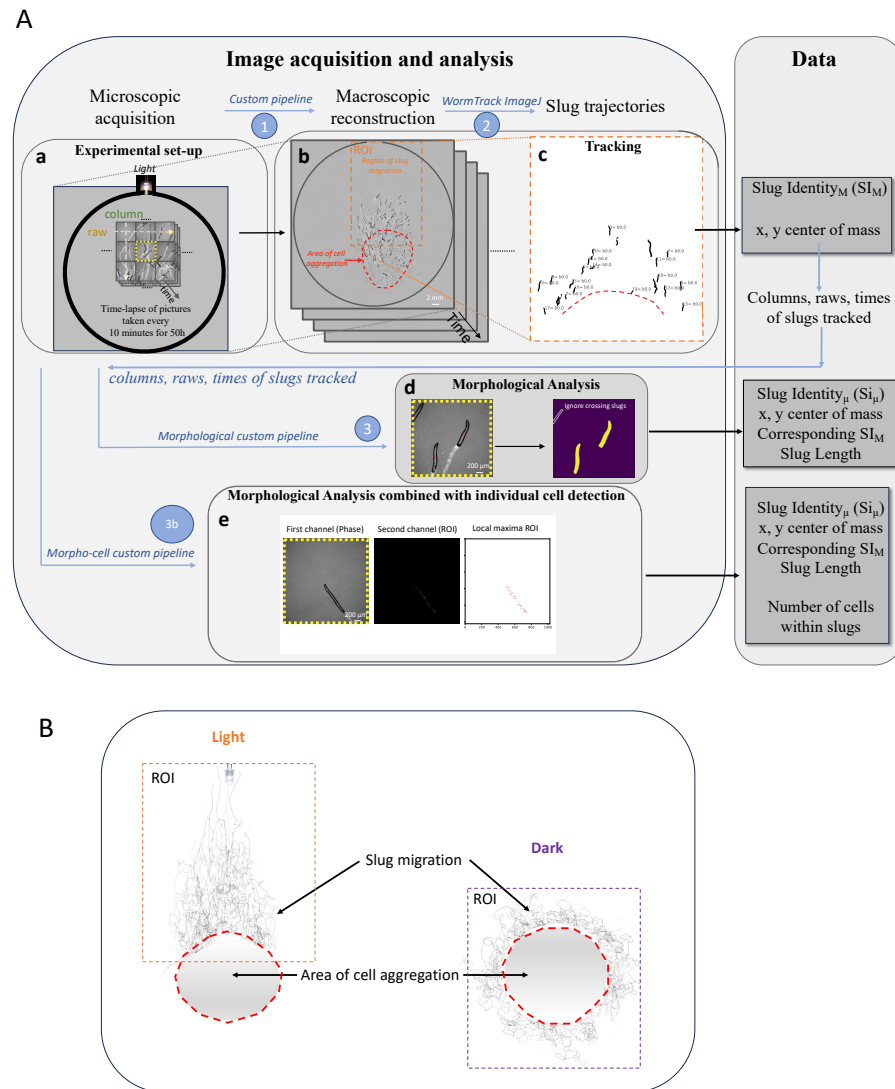 A
Image acquisition and analysis
Data
Microscopic
acquisition
Custom pipeline
1
Macroscopic
reconstruction
WormTrack ImageJ
2
Slug trajectories
a
Experimental set-up
Light
column
raw
.....
.....
.....
time
Time-lapse of pictures
taken every
10 minutes for 50h
b
ROI
Region of slug
migration
Area of cell
aggregation
2 mm
Time
......
c
Tracking
Slug Identity_M (SI_M)
x, y center of mass
Columns, raws, times
of slugs tracked
columns, raws, times of slugs tracked
Morphological custom pipeline
3
d
Morphological Analysis
200 µm
Ignore crossing slugs
Slug Identity_µ (Si_µ)
x, y center of mass
Corresponding SI_M
Slug Length
3b
Morpho-cell custom pipeline
Morphological Analysis combined with individual cell detection
e
First channel (Phase)
Second channel (ROI)
Local maxima ROI
200 µm
0 200 400 600 800 1000
Slug Identity_µ (Si_µ)
x, y center of mass
Corresponding SI_M
Slug Length
Number of cells
within slugs
B
Light
ROI
Slug migration
Dark
ROI
Area of cell aggregation